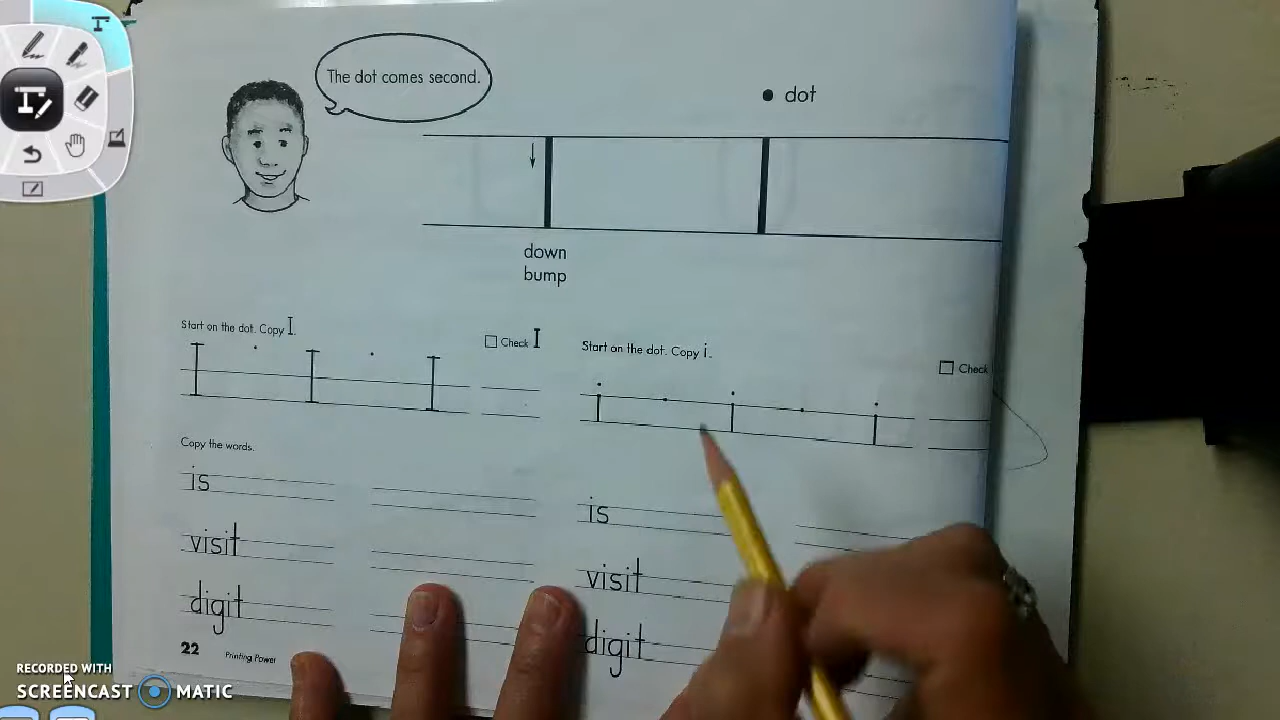 The dot comes second.
dot
down
bump
Start on the dot. Copy I.
Check I
Start on the dot. Copy i.
Check
Copy the words.
is
visit
digit
is
visit
digit
22 Printing Power
RECORDED WITH
SCREENCAST MATIC